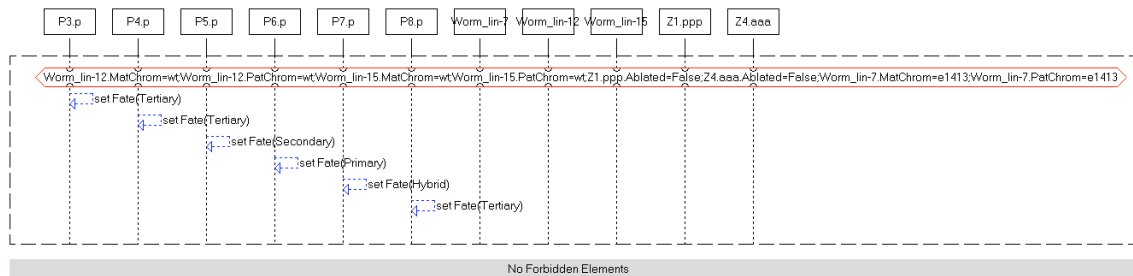 P3.p P4.p P5.p P6.p P7.p P8.p Worm_lin-7 Worm_lin-12 Worm_lin-15 Z1.ppp Z4.aaa
Worm_lin-12.MatChrom=wt;Worm_lin-12.PatChrom=wt;Worm_lin-15.MatChrom=wt;Worm_lin-15.PatChrom=wt;Z1.ppp.Ablated=False;Z4.aaa.Ablated=False;Worm_lin-7.MatChrom=e1413;Worm_lin-7.PatChrom=e1413
set Fate(Tertiary)
set Fate(Tertiary)
set Fate(Secondary)
set Fate(Primary)
set Fate(Hybrid)
set Fate(Tertiary)
No Forbidden Elements